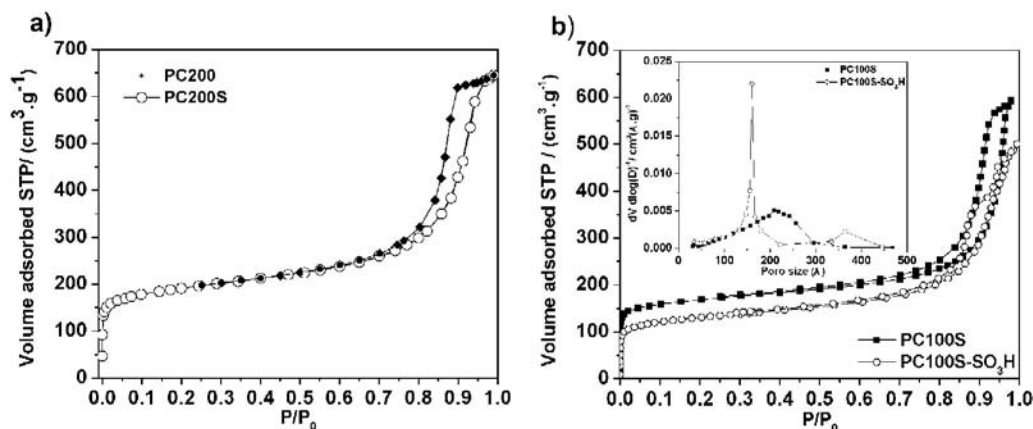 a)
PC200
PC200S
Volume adsorbed STP/ (cm³.g⁻¹)
700
600
500
400
300
200
100
0
0.0 0.1 0.2 0.3 0.4 0.5 0.6 0.7 0.8 0.9 1.0
P/P₀
b)
Volume adsorbed STP / (cm³.g⁻¹)
700
600
500
400
300
200
100
0
PC100S
PC100S-SO₃H
dV dlog(D)⁻¹/ cm³(A.g)⁻¹
0.025
0.020
0.015
0.010
0.005
0.000
0 100 200 300 400 500
Poro size (A)
PC100S
PC100S-SO₃H
0.0 0.1 0.2 0.3 0.4 0.5 0.6 0.7 0.8 0.9 1.0
P/P₀